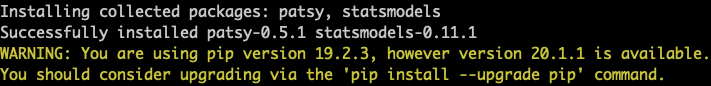 Installing collected packages: patsy, statsmodels
Successfully installed patsy-0.5.1 statsmodels-0.11.1
WARNING: You are using pip version 19.2.3, however version 20.1.1 is available.
You should consider upgrading via the 'pip install --upgrade pip' command.